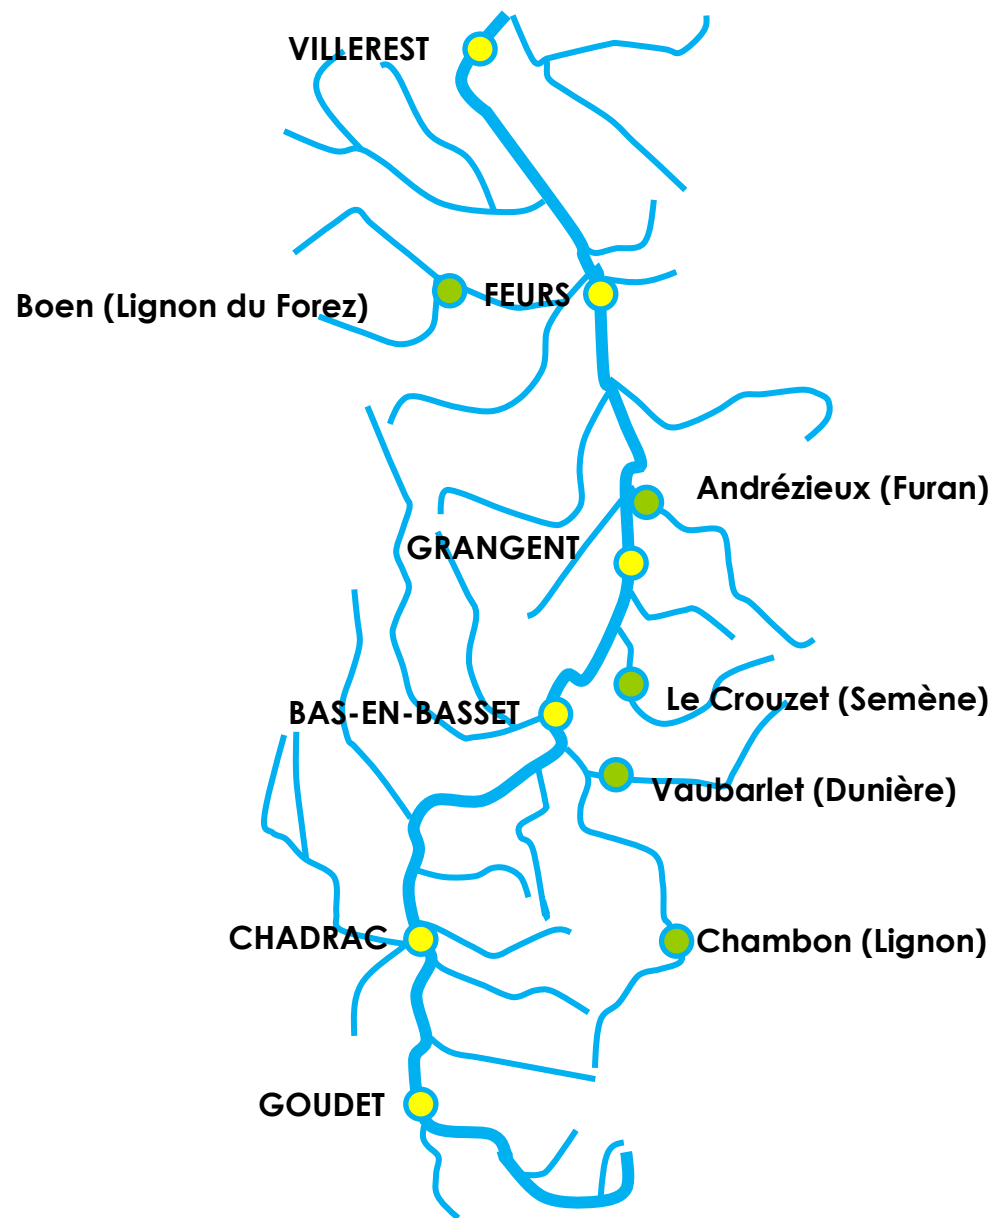 VILLEREST
FEURS
Boen (Lignon du Forez)
Andrézieux (Furan)
GRANGENT
Le Crouzet (Semène)
BAS-EN-BASSET
Vaubarlet (Dunière)
CHADRAC
Chambon (Lignon)
GOUDET